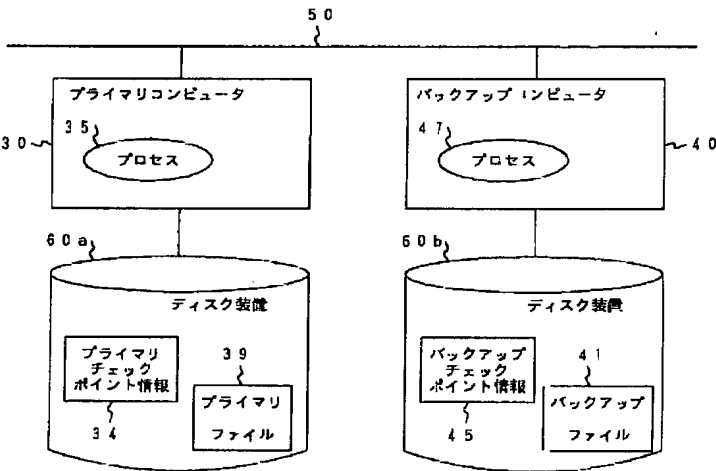 50
プライマリコンピュータ
バックアップコンピュータ
35
47
30
40
プロセス
プロセス
60a
60b
ディスク装置
ディスク装置
プライマリ
チェック
ポイント情報
39
バックアップ
チェック
ポイント情報
41
プライマリ
ファイル
バックアップ
ファイル
34
45